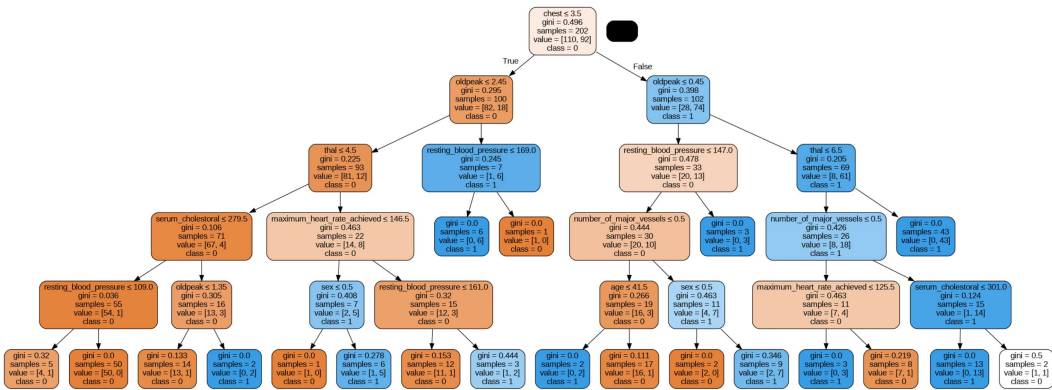 chest ≤ 3.5
gini = 0.496
samples = 202
value = [110, 92]
class = 0
True
False
oldpeak ≤ 2.45
gini = 0.295
samples = 100
value = [82, 18]
class = 0
oldpeak ≤ 0.45
gini = 0.398
samples = 102
value = [28, 74]
class = 1
thal ≤ 4.5
gini = 0.225
samples = 93
value = [81, 12]
class = 0
resting_blood_pressure ≤ 169.0
gini = 0.245
samples = 7
value = [1, 6]
class = 1
resting_blood_pressure ≤ 147.0
gini = 0.478
samples = 33
value = [20, 13]
class = 0
thal ≤ 6.5
gini = 0.205
samples = 69
value = [8, 61]
class = 1
serum_cholestoral ≤ 279.5
gini = 0.106
samples = 71
value = [67, 4]
class = 0
maximum_heart_rate_achieved ≤ 146.5
gini = 0.463
samples = 22
value = [14, 8]
class = 0
gini = 0.0
samples = 6
value = [0, 6]
class = 1
gini = 0.0
samples = 1
value = [1, 0]
class = 0
number_of_major_vessels ≤ 0.5
gini = 0.444
samples = 30
value = [20, 10]
class = 0
gini = 0.0
samples = 3
value = [0, 3]
class = 1
number_of_major_vessels ≤ 0.5
gini = 0.426
samples = 26
value = [8, 18]
class = 1
gini = 0.0
samples = 43
value = [0, 43]
class = 1
resting_blood_pressure ≤ 109.0
gini = 0.036
samples = 55
value = [54, 1]
class = 0
oldpeak ≤ 1.35
gini = 0.305
samples = 16
value = [13, 3]
class = 0
sex ≤ 0.5
gini = 0.408
samples = 7
value = [2, 5]
class = 1
resting_blood_pressure ≤ 161.0
gini = 0.32
samples = 15
value = [12, 3]
class = 0
age ≤ 41.5
gini = 0.266
samples = 19
value = [16, 3]
class = 0
sex ≤ 0.5
gini = 0.463
samples = 11
value = [4, 7]
class = 1
maximum_heart_rate_achieved ≤ 125.5
gini = 0.463
samples = 11
value = [7, 4]
class = 0
serum_cholestoral ≤ 301.0
gini = 0.124
samples = 15
value = [1, 14]
class = 1
gini = 0.32
samples = 5
value = [4, 1]
class = 0
gini = 0.0
samples = 50
value = [50, 0]
class = 0
gini = 0.133
samples = 14
value = [13, 1]
class = 0
gini = 0.0
samples = 2
value = [0, 2]
class = 1
gini = 0.0
samples = 1
value = [1, 0]
class = 0
gini = 0.278
samples = 6
value = [1, 5]
class = 1
gini = 0.153
samples = 12
value = [11, 1]
class = 0
gini = 0.444
samples = 3
value = [1, 2]
class = 1
gini = 0.0
samples = 2
value = [0, 2]
class = 1
gini = 0.111
samples = 17
value = [16, 1]
class = 0
gini = 0.0
samples = 2
value = [2, 0]
class = 0
gini = 0.346
samples = 9
value = [2, 7]
class = 1
gini = 0.0
samples = 3
value = [0, 3]
class = 1
gini = 0.219
samples = 8
value = [7, 1]
class = 0
gini = 0.0
samples = 13
value = [0, 13]
class = 1
gini = 0.5
samples = 2
value = [1, 1]
class = 0